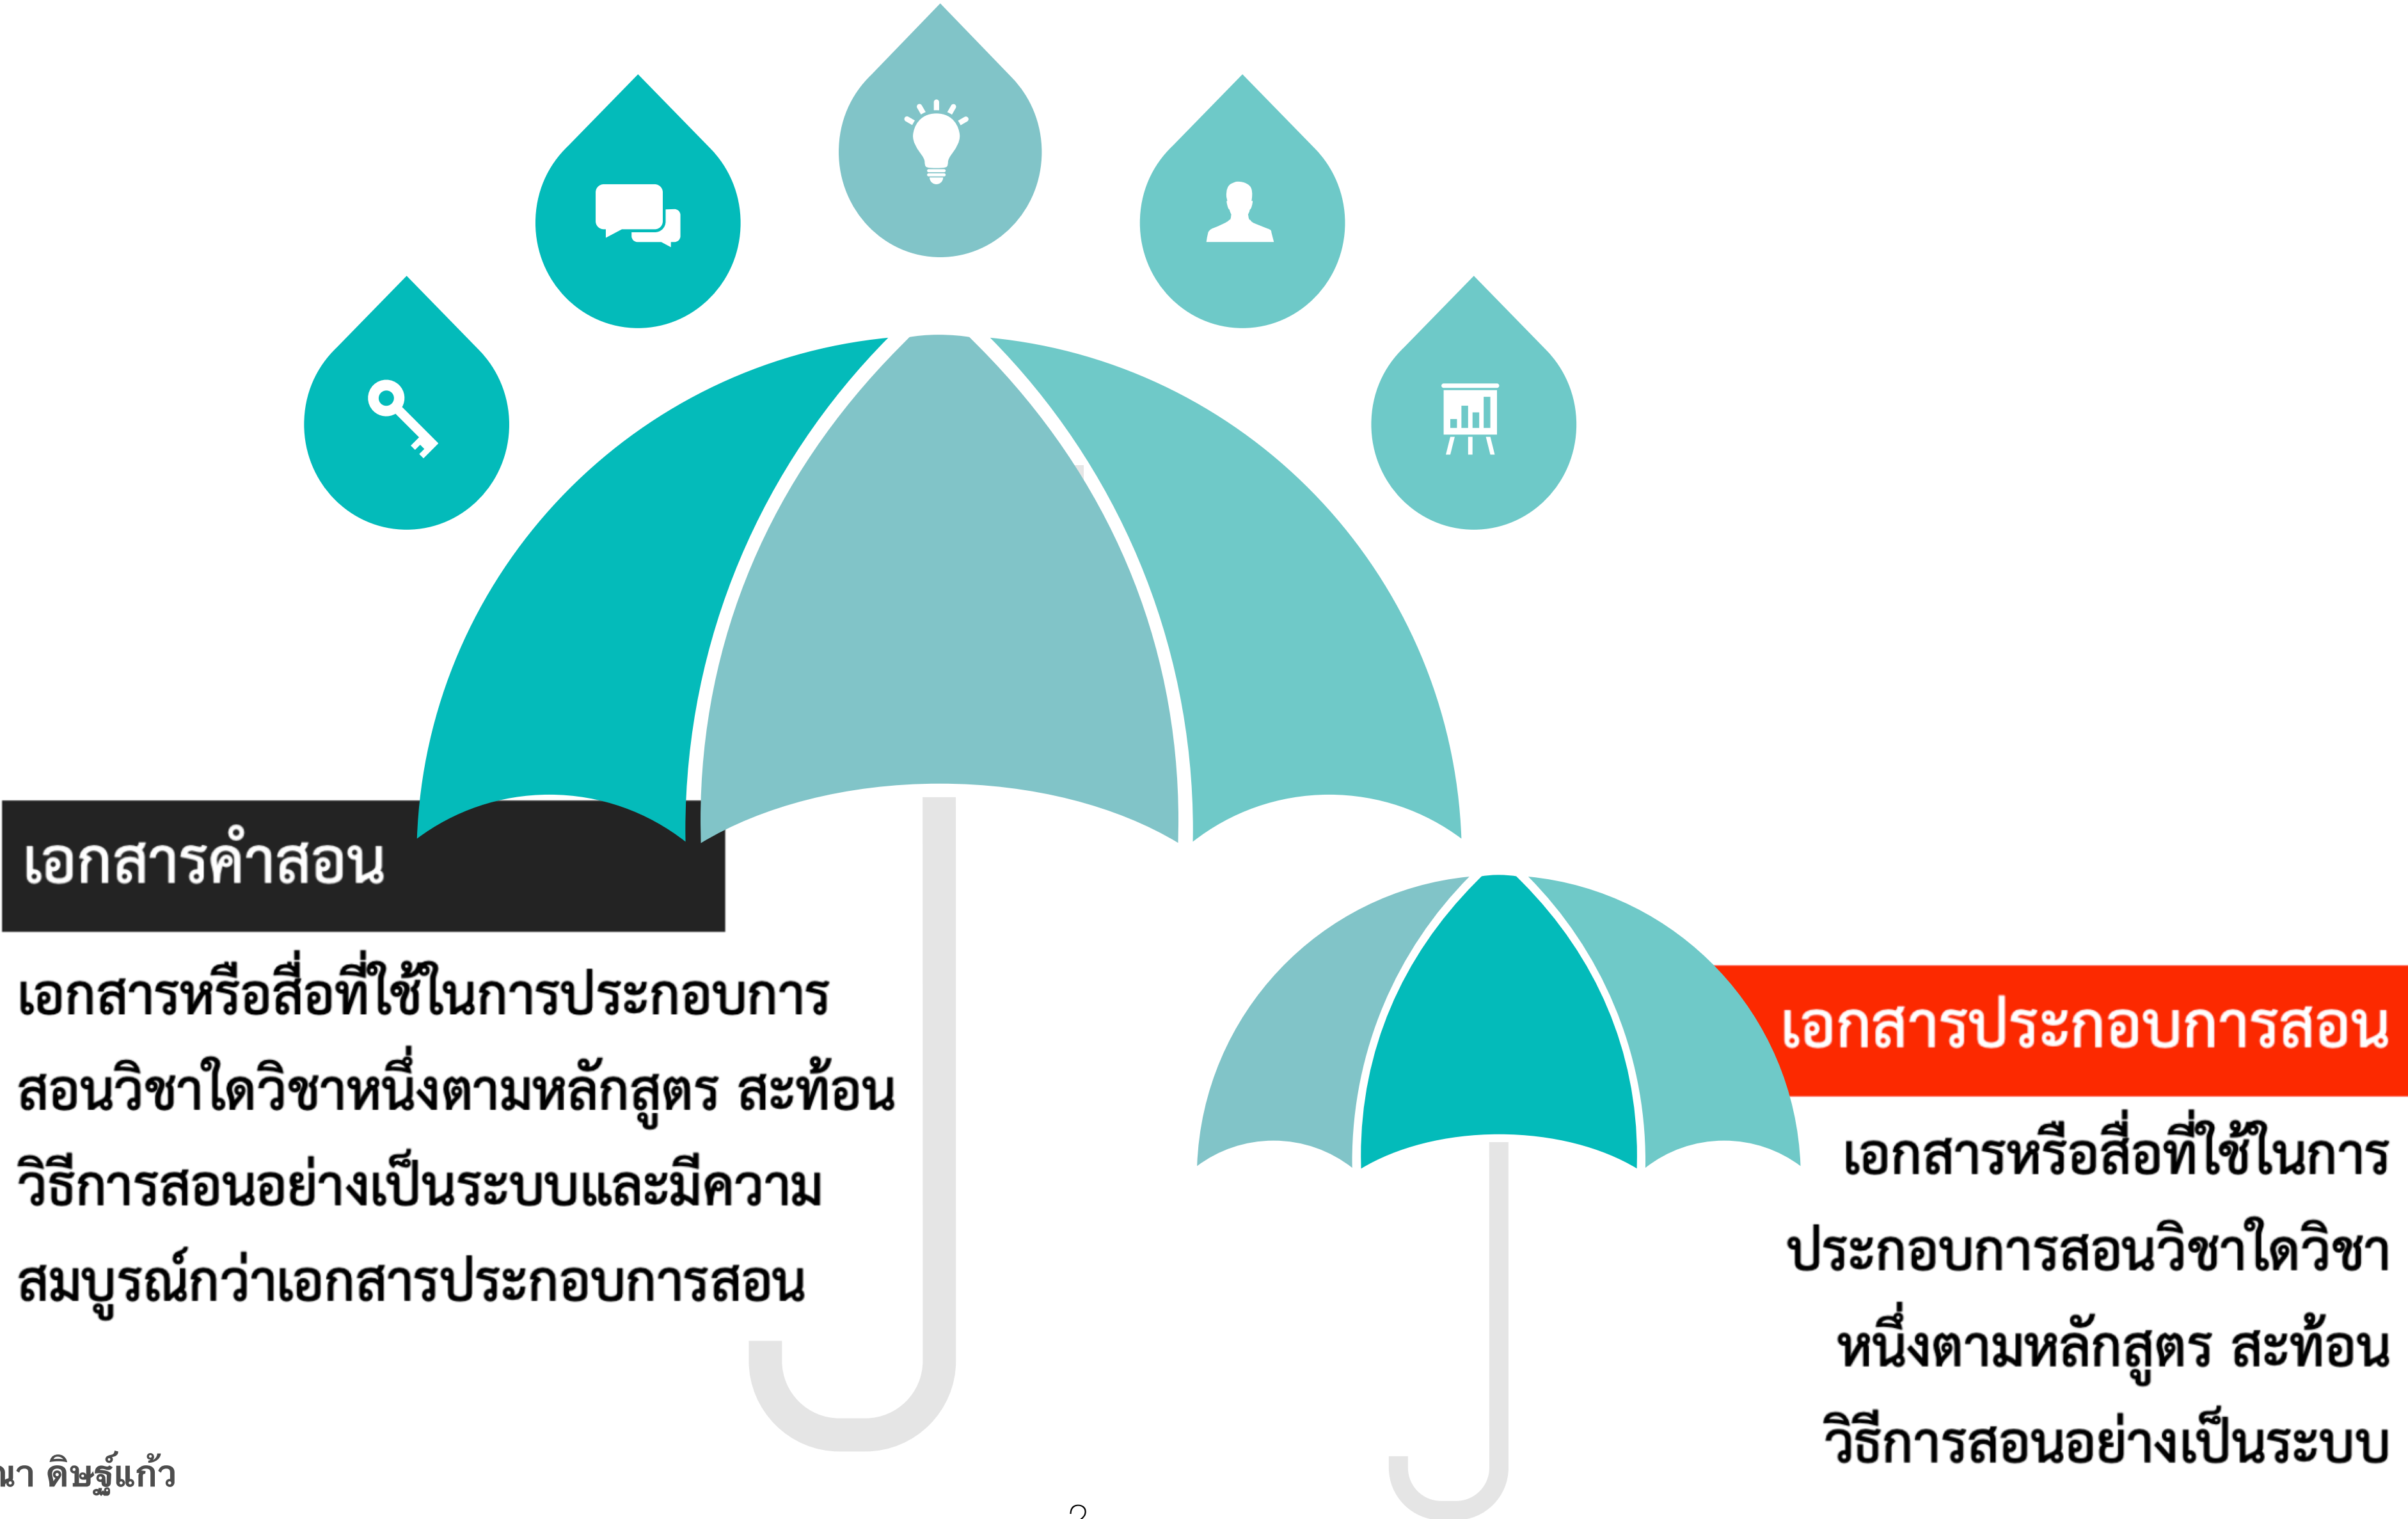 เอกสารคำสอน
เอกสารหรือสื่อที่ใช้ในการประกอบการ
สอนวิชาใดวิชาหนึ่งตามหลักสูตร สะท้อน
วิธีการสอนอย่างเป็นระบบและมีความ
สมบูรณ์กว่าเอกสารประกอบการสอน
เอกสารประกอบการสอน
เอกสารหรือสื่อที่ใช้ในการ
ประกอบการสอนวิชาใดวิชา
หนึ่งตามหลักสูตร สะท้อน
วิธีการสอนอย่างเป็นระบบ
ดิษฐ์แก้ว